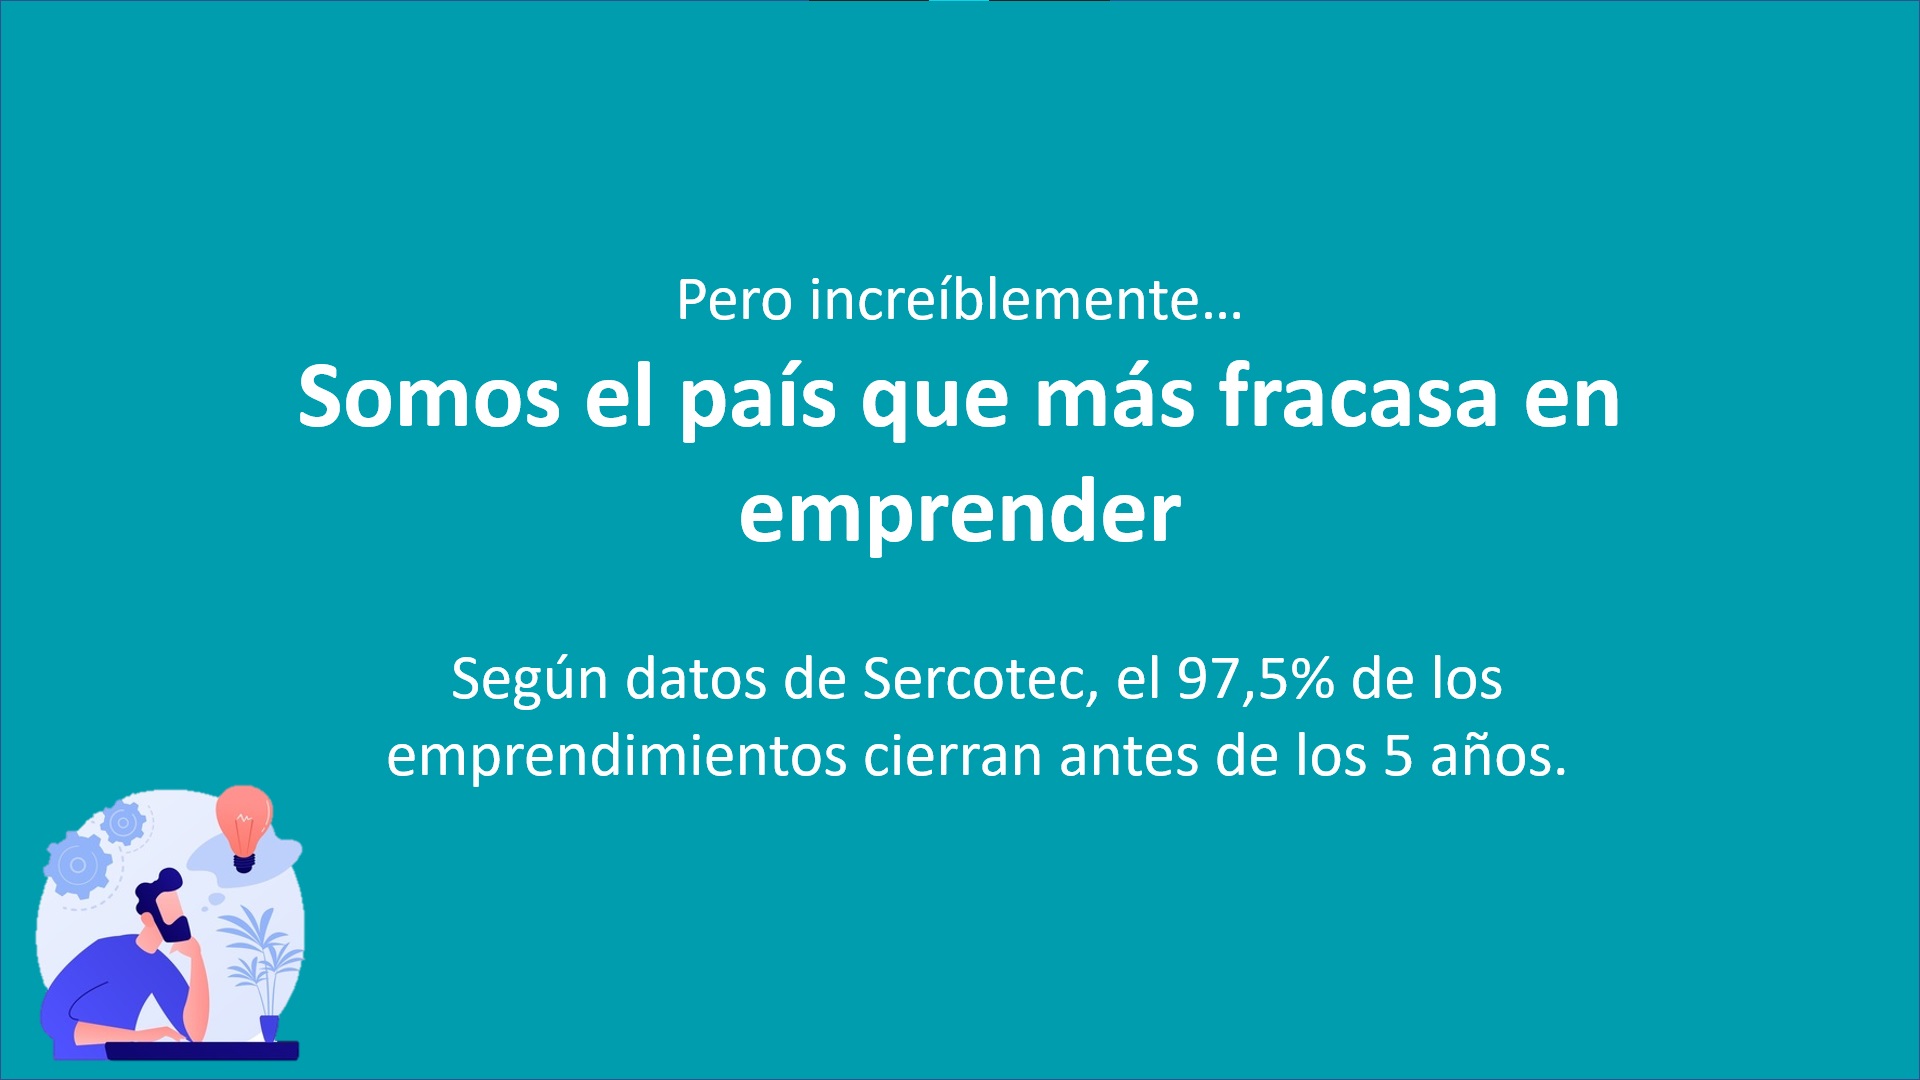 Pero increíblemente…
Somos el país que más fracasa en
emprender
Según datos de Sercotec, el 97,5% de los
emprendimientos cierran antes de los 5 años.